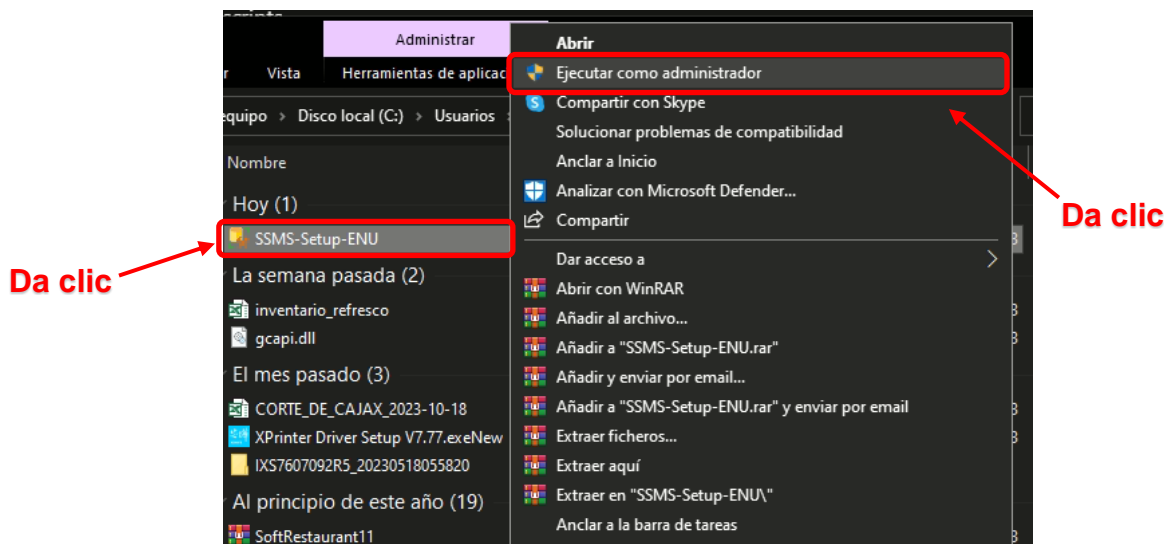 Administrar
Vista
Herramientas de aplicac
equipo > Disco local (C:) > Usuarios
Nombre
Hoy (1)
SSMS-Setup-ENU
La semana pasada (2)
inventario_refresco
gcapi.dll
El mes pasado (3)
CORTE_DE_CAJAX_2023-10-18
XPrinter Driver Setup V7.77.exeNew
IXS7607092R5_20230518055820
Al principio de este año (19)
SoftRestaurant11
Abrir
Ejecutar como administrador
Compartir con Skype
Solucionar problemas de compatibilidad
Anclar a Inicio
Analizar con Microsoft Defender...
Compartir
Dar acceso a
Abrir con WinRAR
Añadir al archivo...
Añadir a "SSMS-Setup-ENU.rar"
Añadir y enviar por email...
Añadir a "SSMS-Setup-ENU.rar" y enviar por email
Extraer ficheros...
Extraer aquí
Extraer en "SSMS-Setup-ENU\"
Anclar a la barra de tareas
Da clic
Da clic